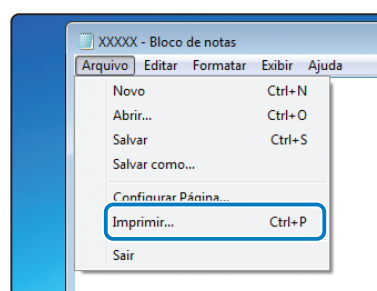 XXXXX - Bloco de notas
Arquivo Editar Formatar Exibir Ajuda
Novo Ctrl+N
Abrir... Ctrl+O
Salvar Ctrl+S
Salvar como...
Configurar Página...
Imprimir... Ctrl+P
Sair